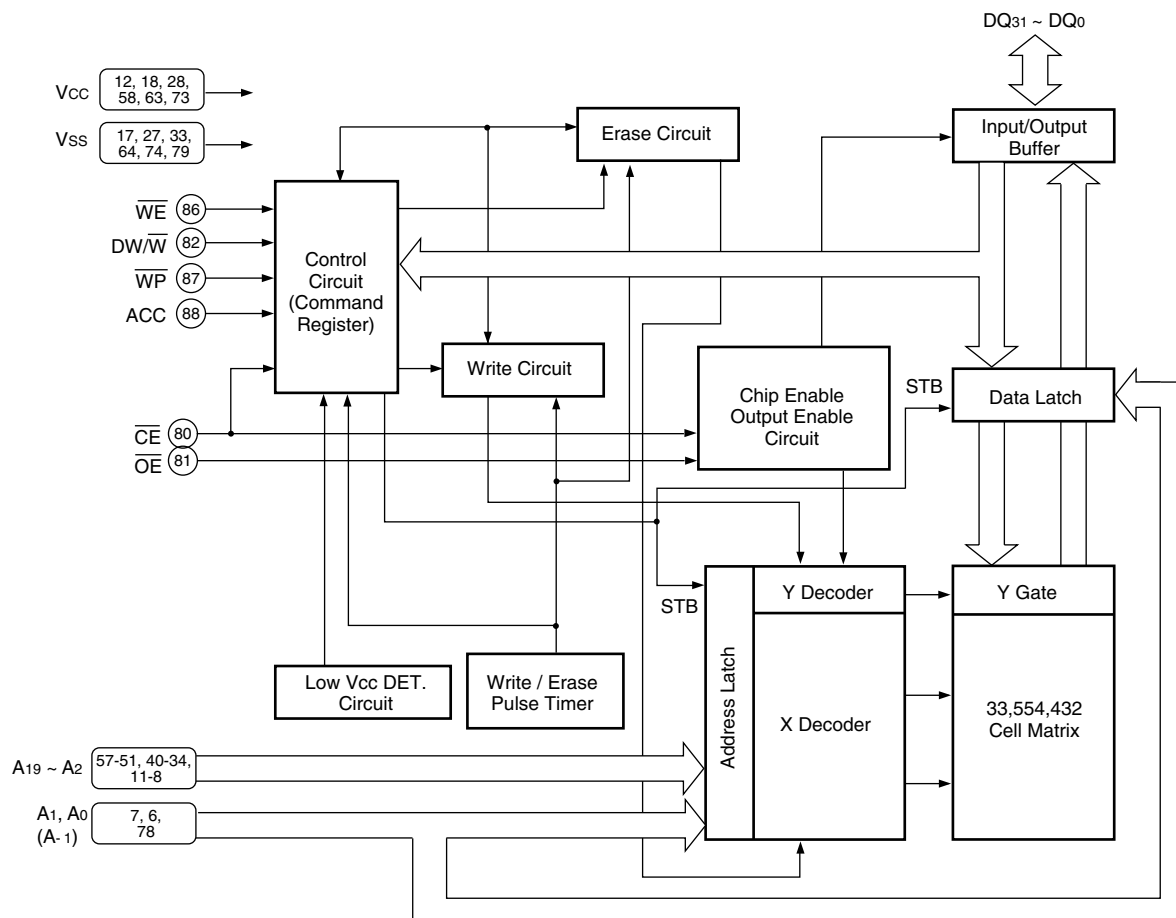 DQ31 ~ DQ0
VCC
12, 18, 28,
58, 63, 73
VSS
17, 27, 33,
64, 74, 79
Erase Circuit
Input/Output
Buffer
WE
86
DW/W
82
WP
87
ACC
88
Control
Circuit
(Command
Register)
Write Circuit
Chip Enable
Output Enable
Circuit
STB
Data Latch
CE
80
OE
81
STB
Address Latch
Y Decoder
Y Gate
X Decoder
33,554,432
Cell Matrix
Low Vcc DET.
Circuit
Write / Erase
Pulse Timer
A19 ~ A2
57-51, 40-34,
11-8
A1, A0
(A-1)
7, 6,
78